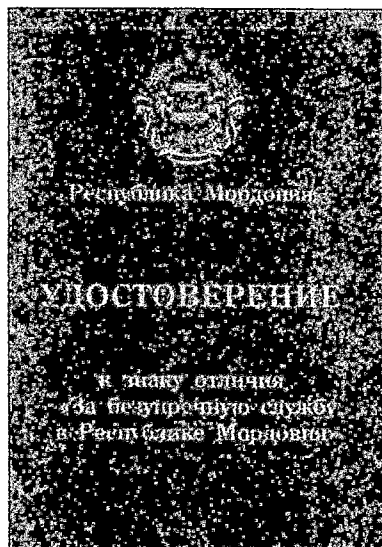 Республика Мордовия
УДОСТОВЕРЕНИЕ
к знаку отличия
«За безупречную службу
в Республике Мордовия»